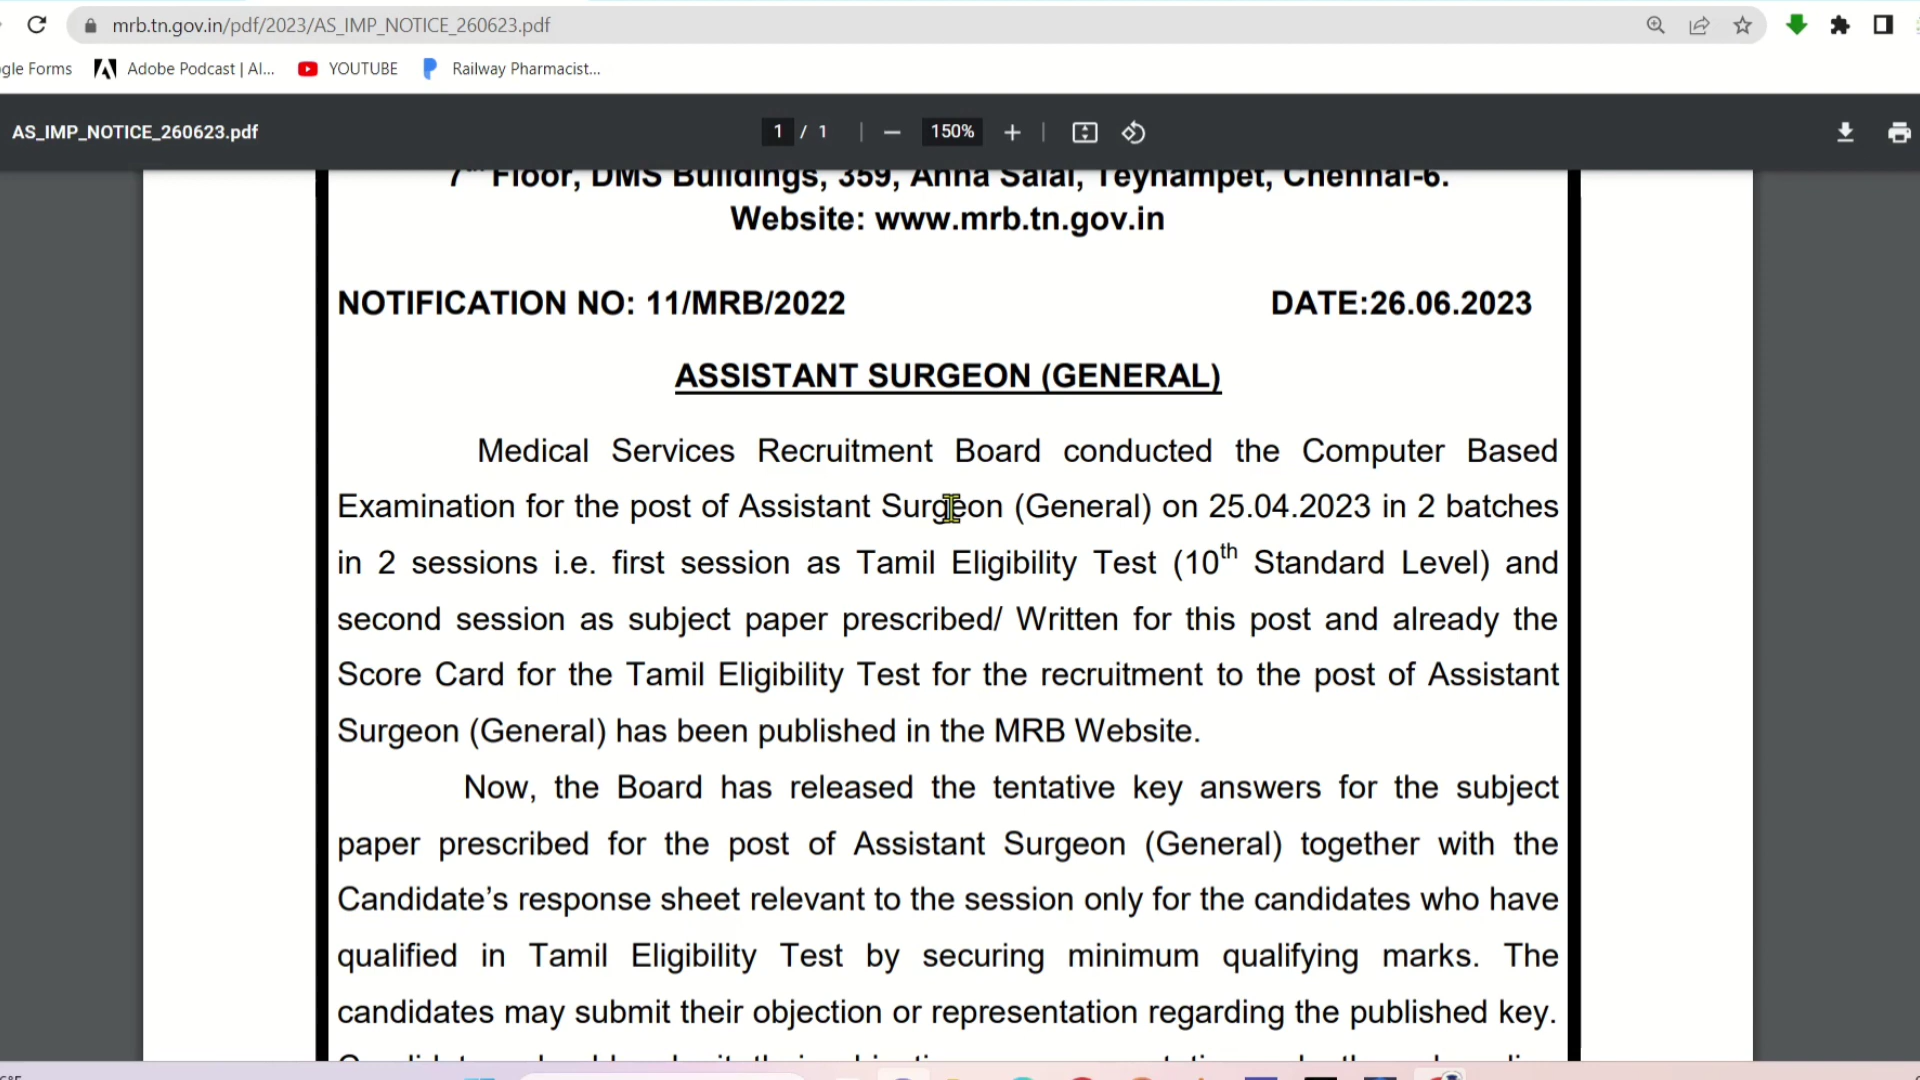 mrb.tn.gov.in/pdf/2023/AS_IMP_NOTICE_260623.pdf
gle Forms Adobe Podcast | AI... YOUTUBE Railway Pharmacist...
AS_IMP_NOTICE_260623.pdf 1 / 1 150%
7th Floor, DMS Buildings, 359, Anna Salai, Teynampet, Chennai-6.
Website: www.mrb.tn.gov.in
NOTIFICATION NO: 11/MRB/2022 DATE:26.06.2023
ASSISTANT SURGEON (GENERAL)
Medical Services Recruitment Board conducted the Computer Based
Examination for the post of Assistant Surgeon (General) on 25.04.2023 in 2 batches
in 2 sessions i.e. first session as Tamil Eligibility Test (10th Standard Level) and
second session as subject paper prescribed/ Written for this post and already the
Score Card for the Tamil Eligibility Test for the recruitment to the post of Assistant
Surgeon (General) has been published in the MRB Website.
Now, the Board has released the tentative key answers for the subject
paper prescribed for the post of Assistant Surgeon (General) together with the
Candidate’s response sheet relevant to the session only for the candidates who have
qualified in Tamil Eligibility Test by securing minimum qualifying marks. The
candidates may submit their objection or representation regarding the published key.